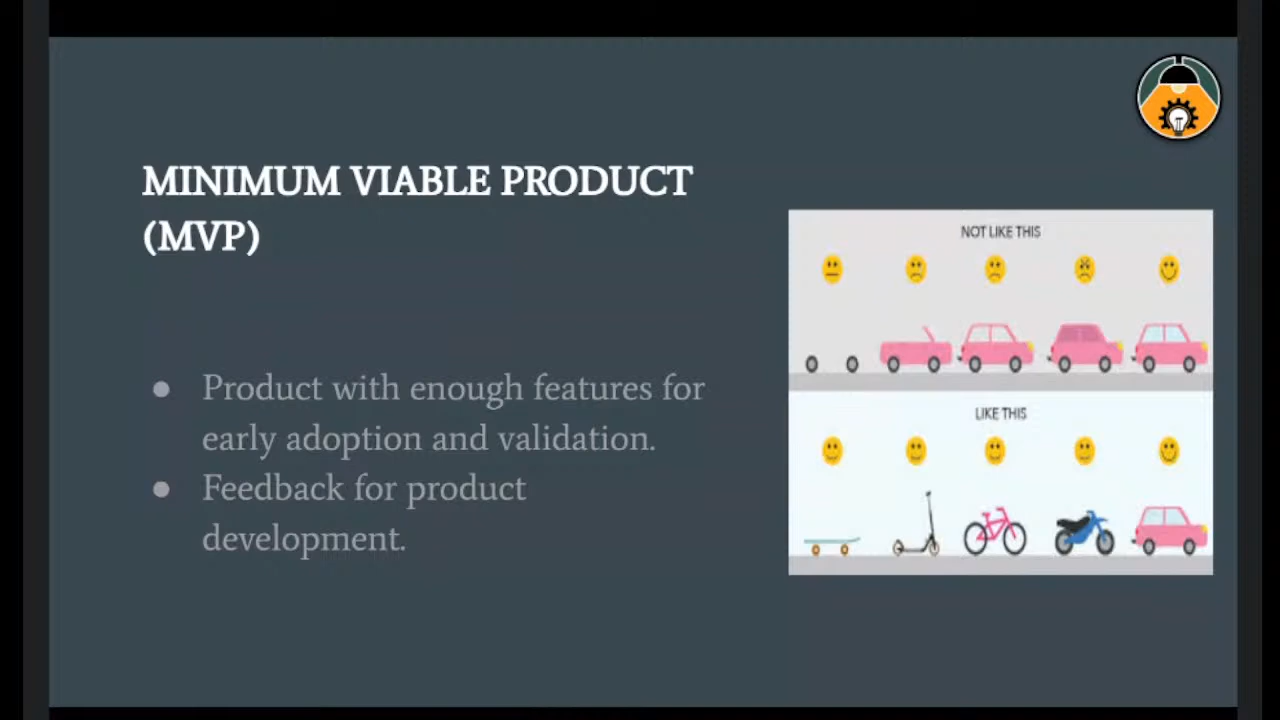 MINIMUM VIABLE PRODUCT
(MVP)
● Product with enough features for
early adoption and validation.
● Feedback for product
development.
NOT LIKE THIS
LIKE THIS